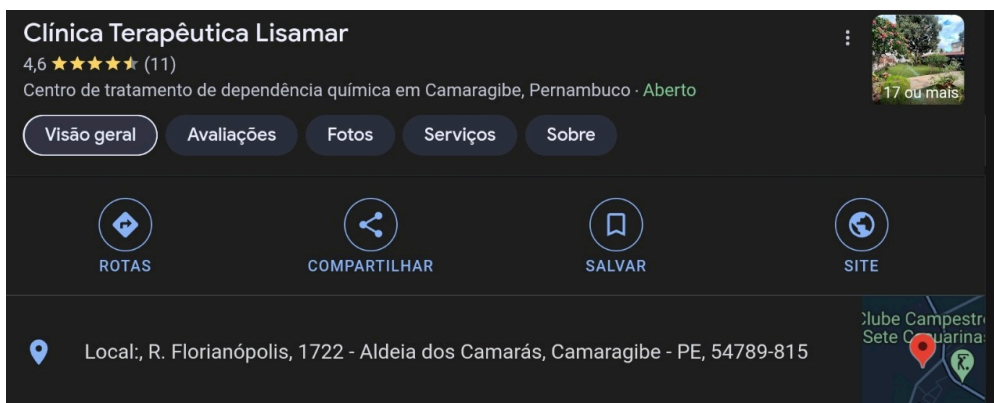 Clínica Terapêutica Lisamar
4,6 (11)
Centro de tratamento de dependência química em Camaragibe, Pernambuco · Aberto
17 ou mais
Visão geral
Avaliações
Fotos
Serviços
Sobre
ROTAS
COMPARTILHAR
SALVAR
SITE
Local:, R. Florianópolis, 1722 - Aldeia dos Camarás, Camaragibe - PE, 54789-815
Clube Campestr
Sete